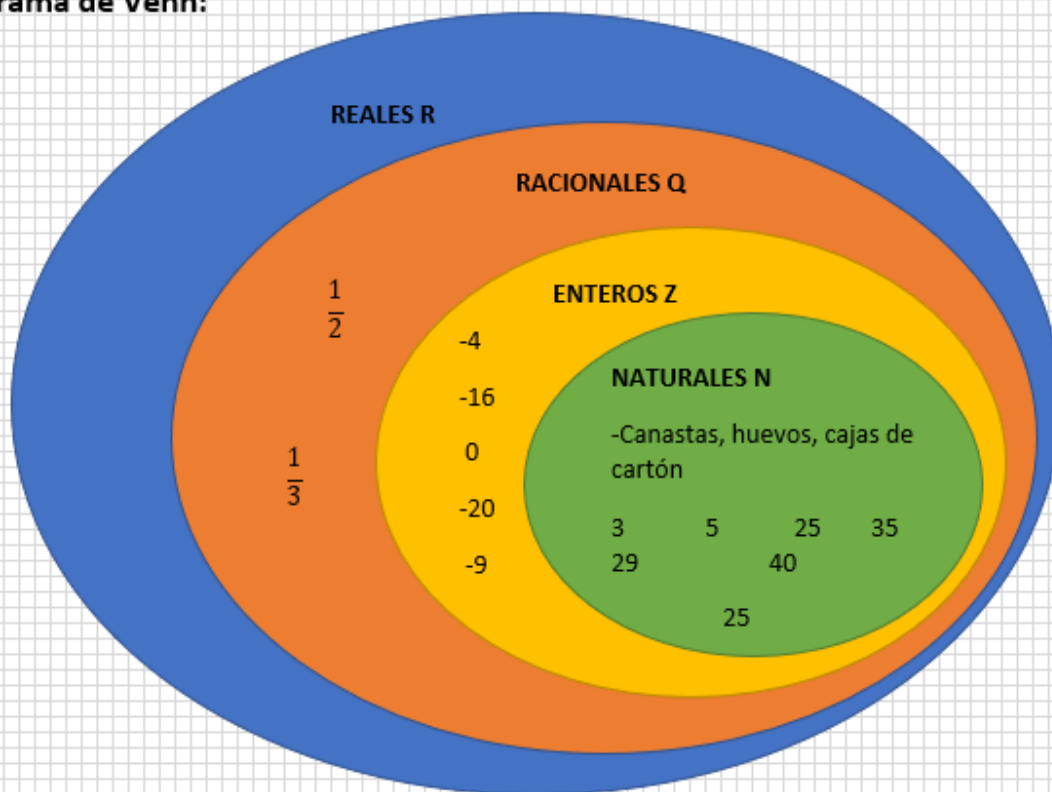 rama de Venn:
REALES R
RACIONALES Q
1
2
ENTEROS Z
-4
-16
0
-20
-9
1
3
NATURALES N
-Canastas, huevos, cajas de
cartón
3 5 25 35
29 40
25